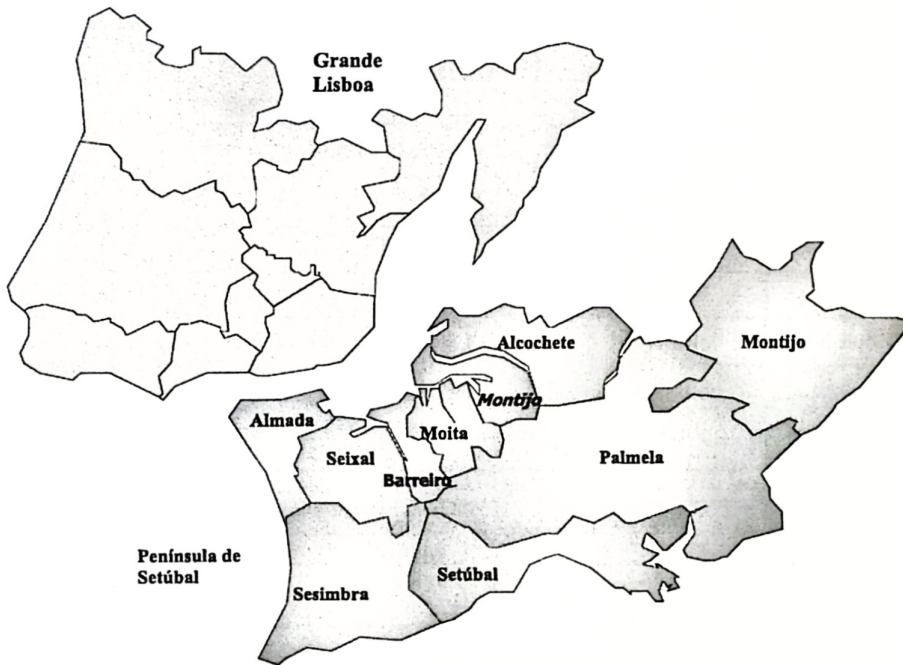 Grande
Lisboa
Alcochete
Montijo
Montijo
Almada
Moita
Seixal
Palmela
Barreiro
Península de
Setúbal
Setúbal
Sesimbra